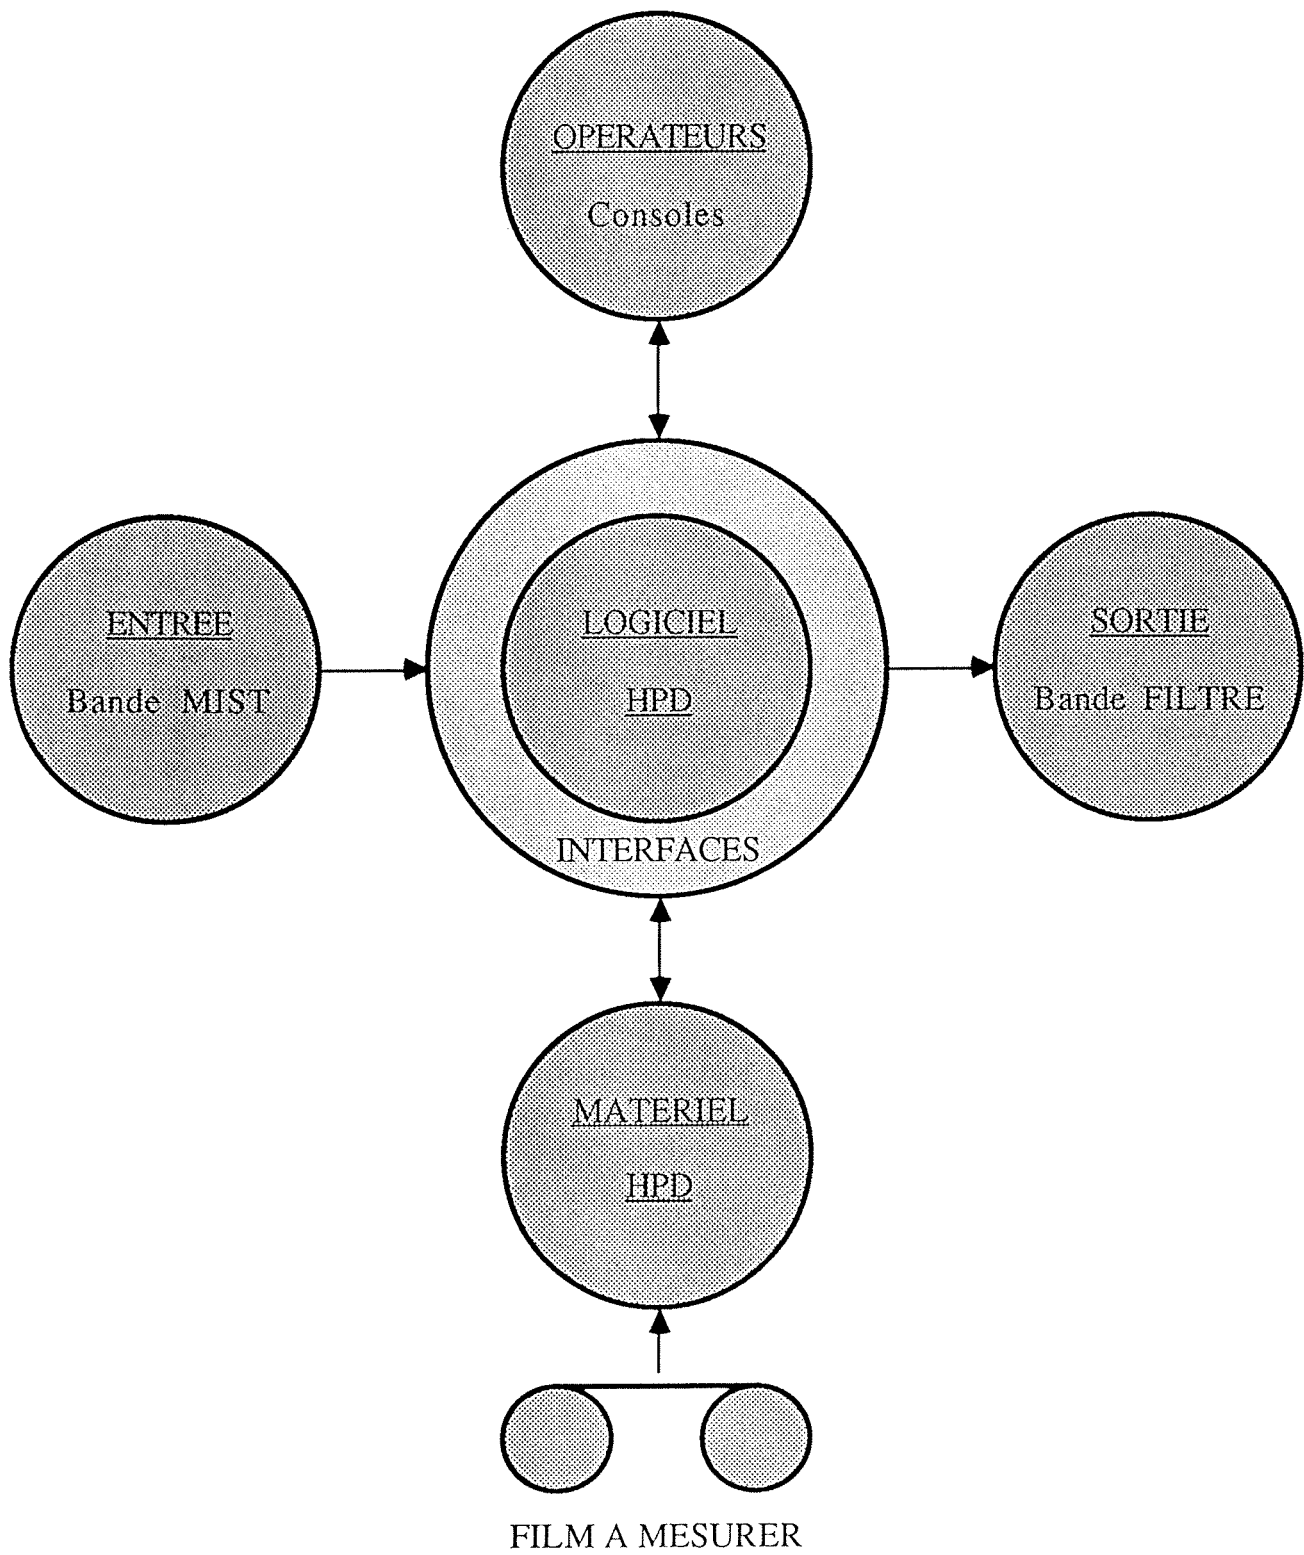 OPERATEURS
Consoles
ENTREE
Bande MIST
LOGICIEL
HPD
INTERFACES
SORTIE
Bande FILTRE
MATERIEL
HPD
FILM A MESURER